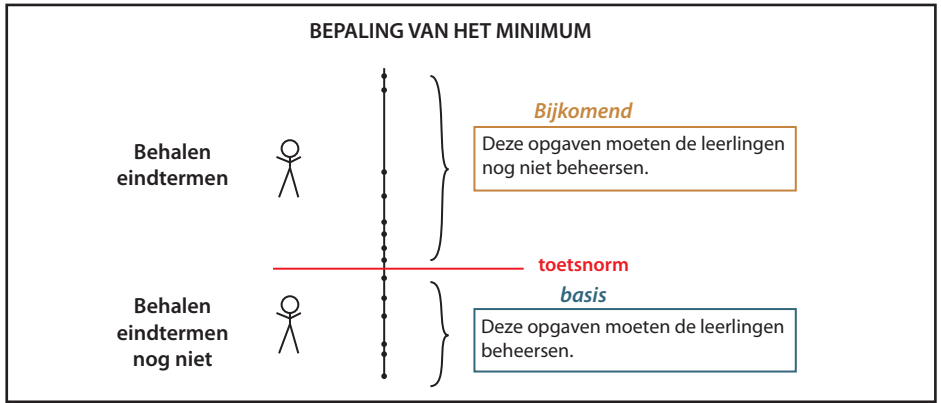 BEPALING VAN HET MINIMUM
Behalen
eindtermen
Bijkomend
Deze opgaven moeten de leerlingen
nog niet beheersen.
toetsnorm
Behalen
eindtermen
nog niet
basis
Deze opgaven moeten de leerlingen
beheersen.